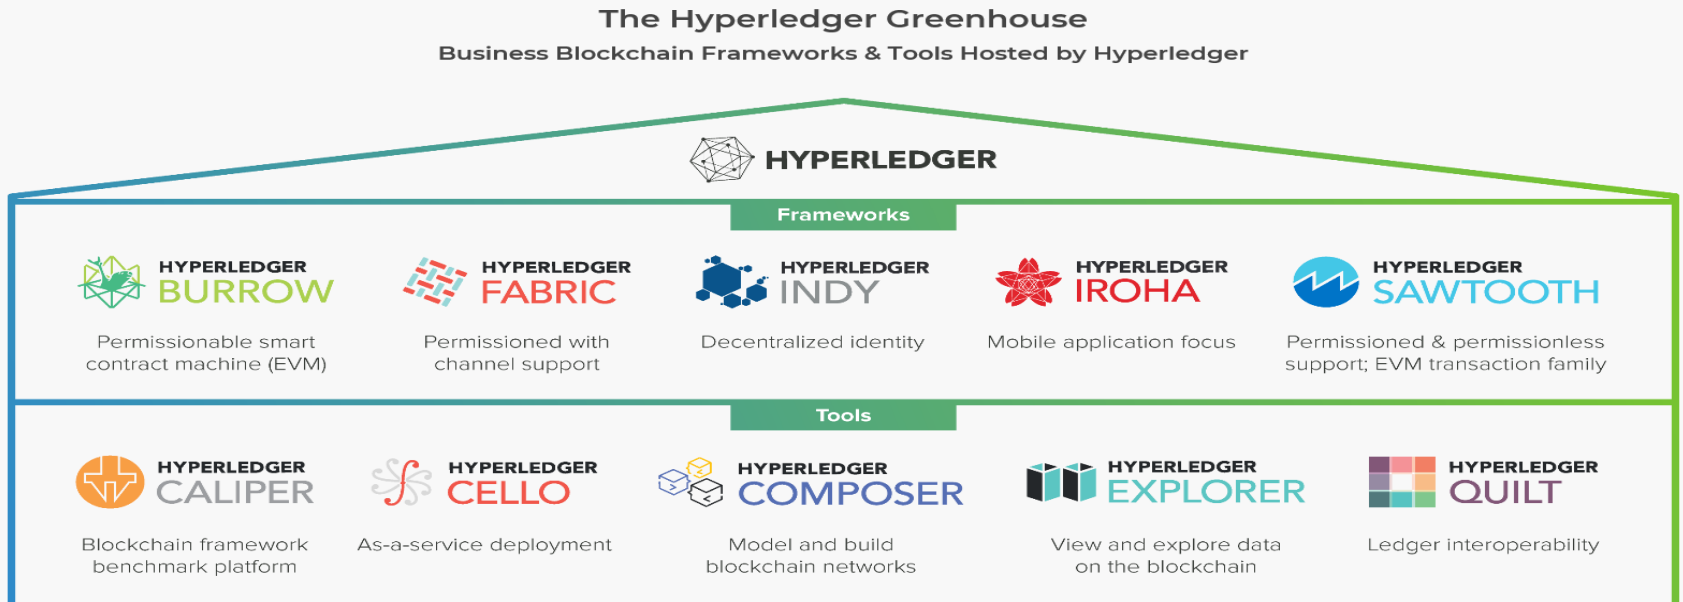 The Hyperledger Greenhouse
Business Blockchain Frameworks & Tools Hosted by Hyperledger
HYPERLEDGER
Frameworks
HYPERLEDGER
BURROW
Permissionable smart
contract machine (EVM)
HYPERLEDGER
FABRIC
Permissioned with
channel support
HYPERLEDGER
INDY
Decentralized identity
HYPERLEDGER
IROHA
Mobile application focus
HYPERLEDGER
SAWTOOTH
Permissioned & permissionless
support; EVM transaction family
Tools
HYPERLEDGER
CALIPER
Blockchain framework
benchmark platform
HYPERLEDGER
CELLO
As-a-service deployment
HYPERLEDGER
COMPOSER
Model and build
blockchain networks
HYPERLEDGER
EXPLORER
View and explore data
on the blockchain
HYPERLEDGER
QUILT
Ledger interoperability